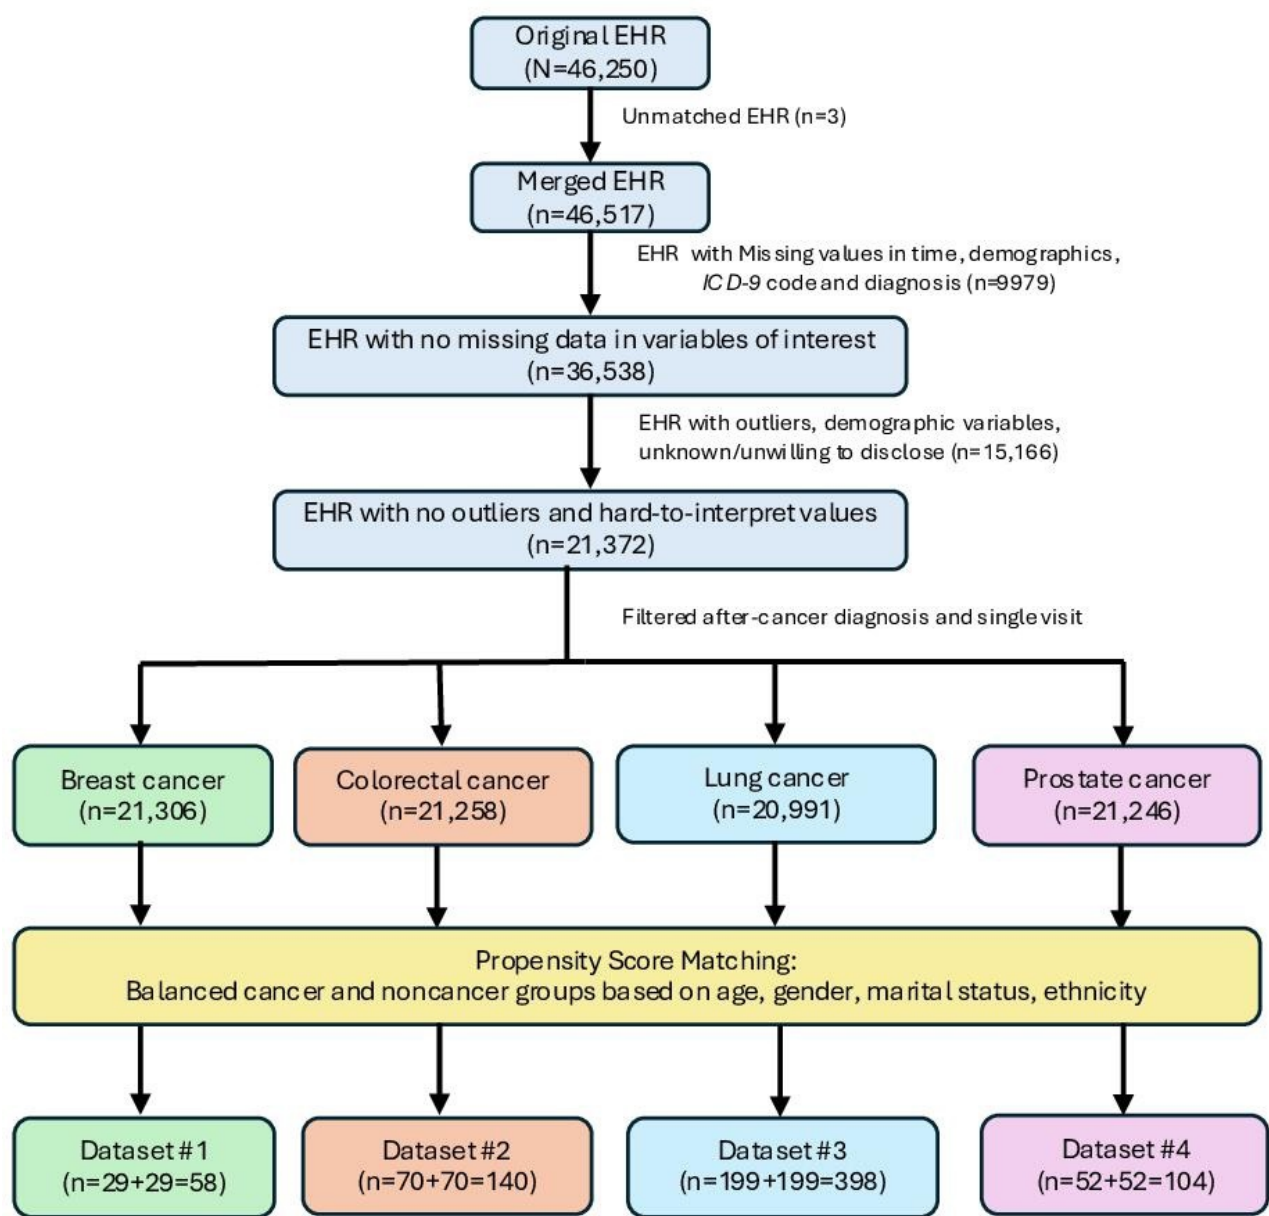 Original EHR
(N=46,250)
Unmatched EHR (n=3)
Merged EHR
(n=46,517)
EHR with Missing values in time, demographics,
ICD-9 code and diagnosis (n=9979)
EHR with no missing data in variables of interest
(n=36,538)
EHR with outliers, demographic variables,
unknown/unwilling to disclose (n=15,166)
EHR with no outliers and hard-to-interpret values
(n=21,372)
Filtered after-cancer diagnosis and single visit
Breast cancer
(n=21,306)
Colorectal cancer
(n=21,258)
Lung cancer
(n=20,991)
Prostate cancer
(n=21,246)
Propensity Score Matching:
Balanced cancer and noncancer groups based on age, gender, marital status, ethnicity
Dataset #1
(n=29+29=58)
Dataset #2
(n=70+70=140)
Dataset #3
(n=199+199=398)
Dataset #4
(n=52+52=104)